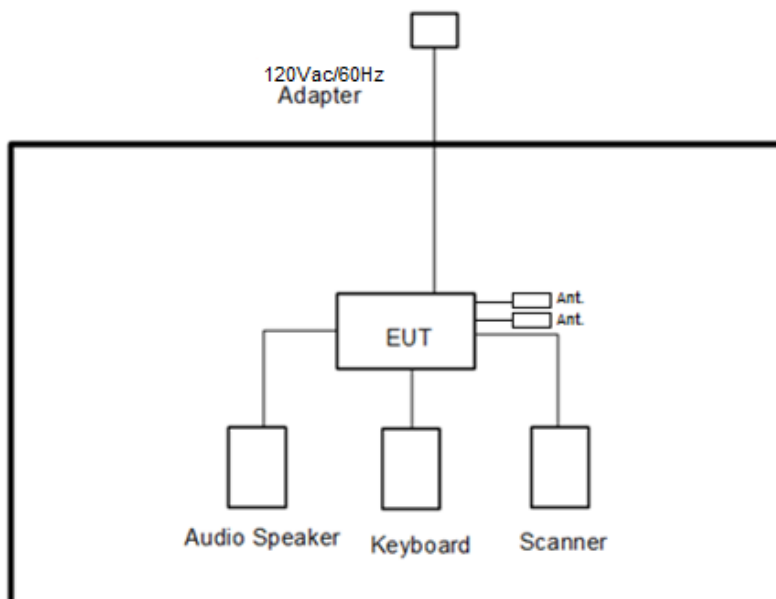 120Vac/60Hz
Adapter
Ant.
Ant.
EUT
Audio Speaker
Keyboard
Scanner